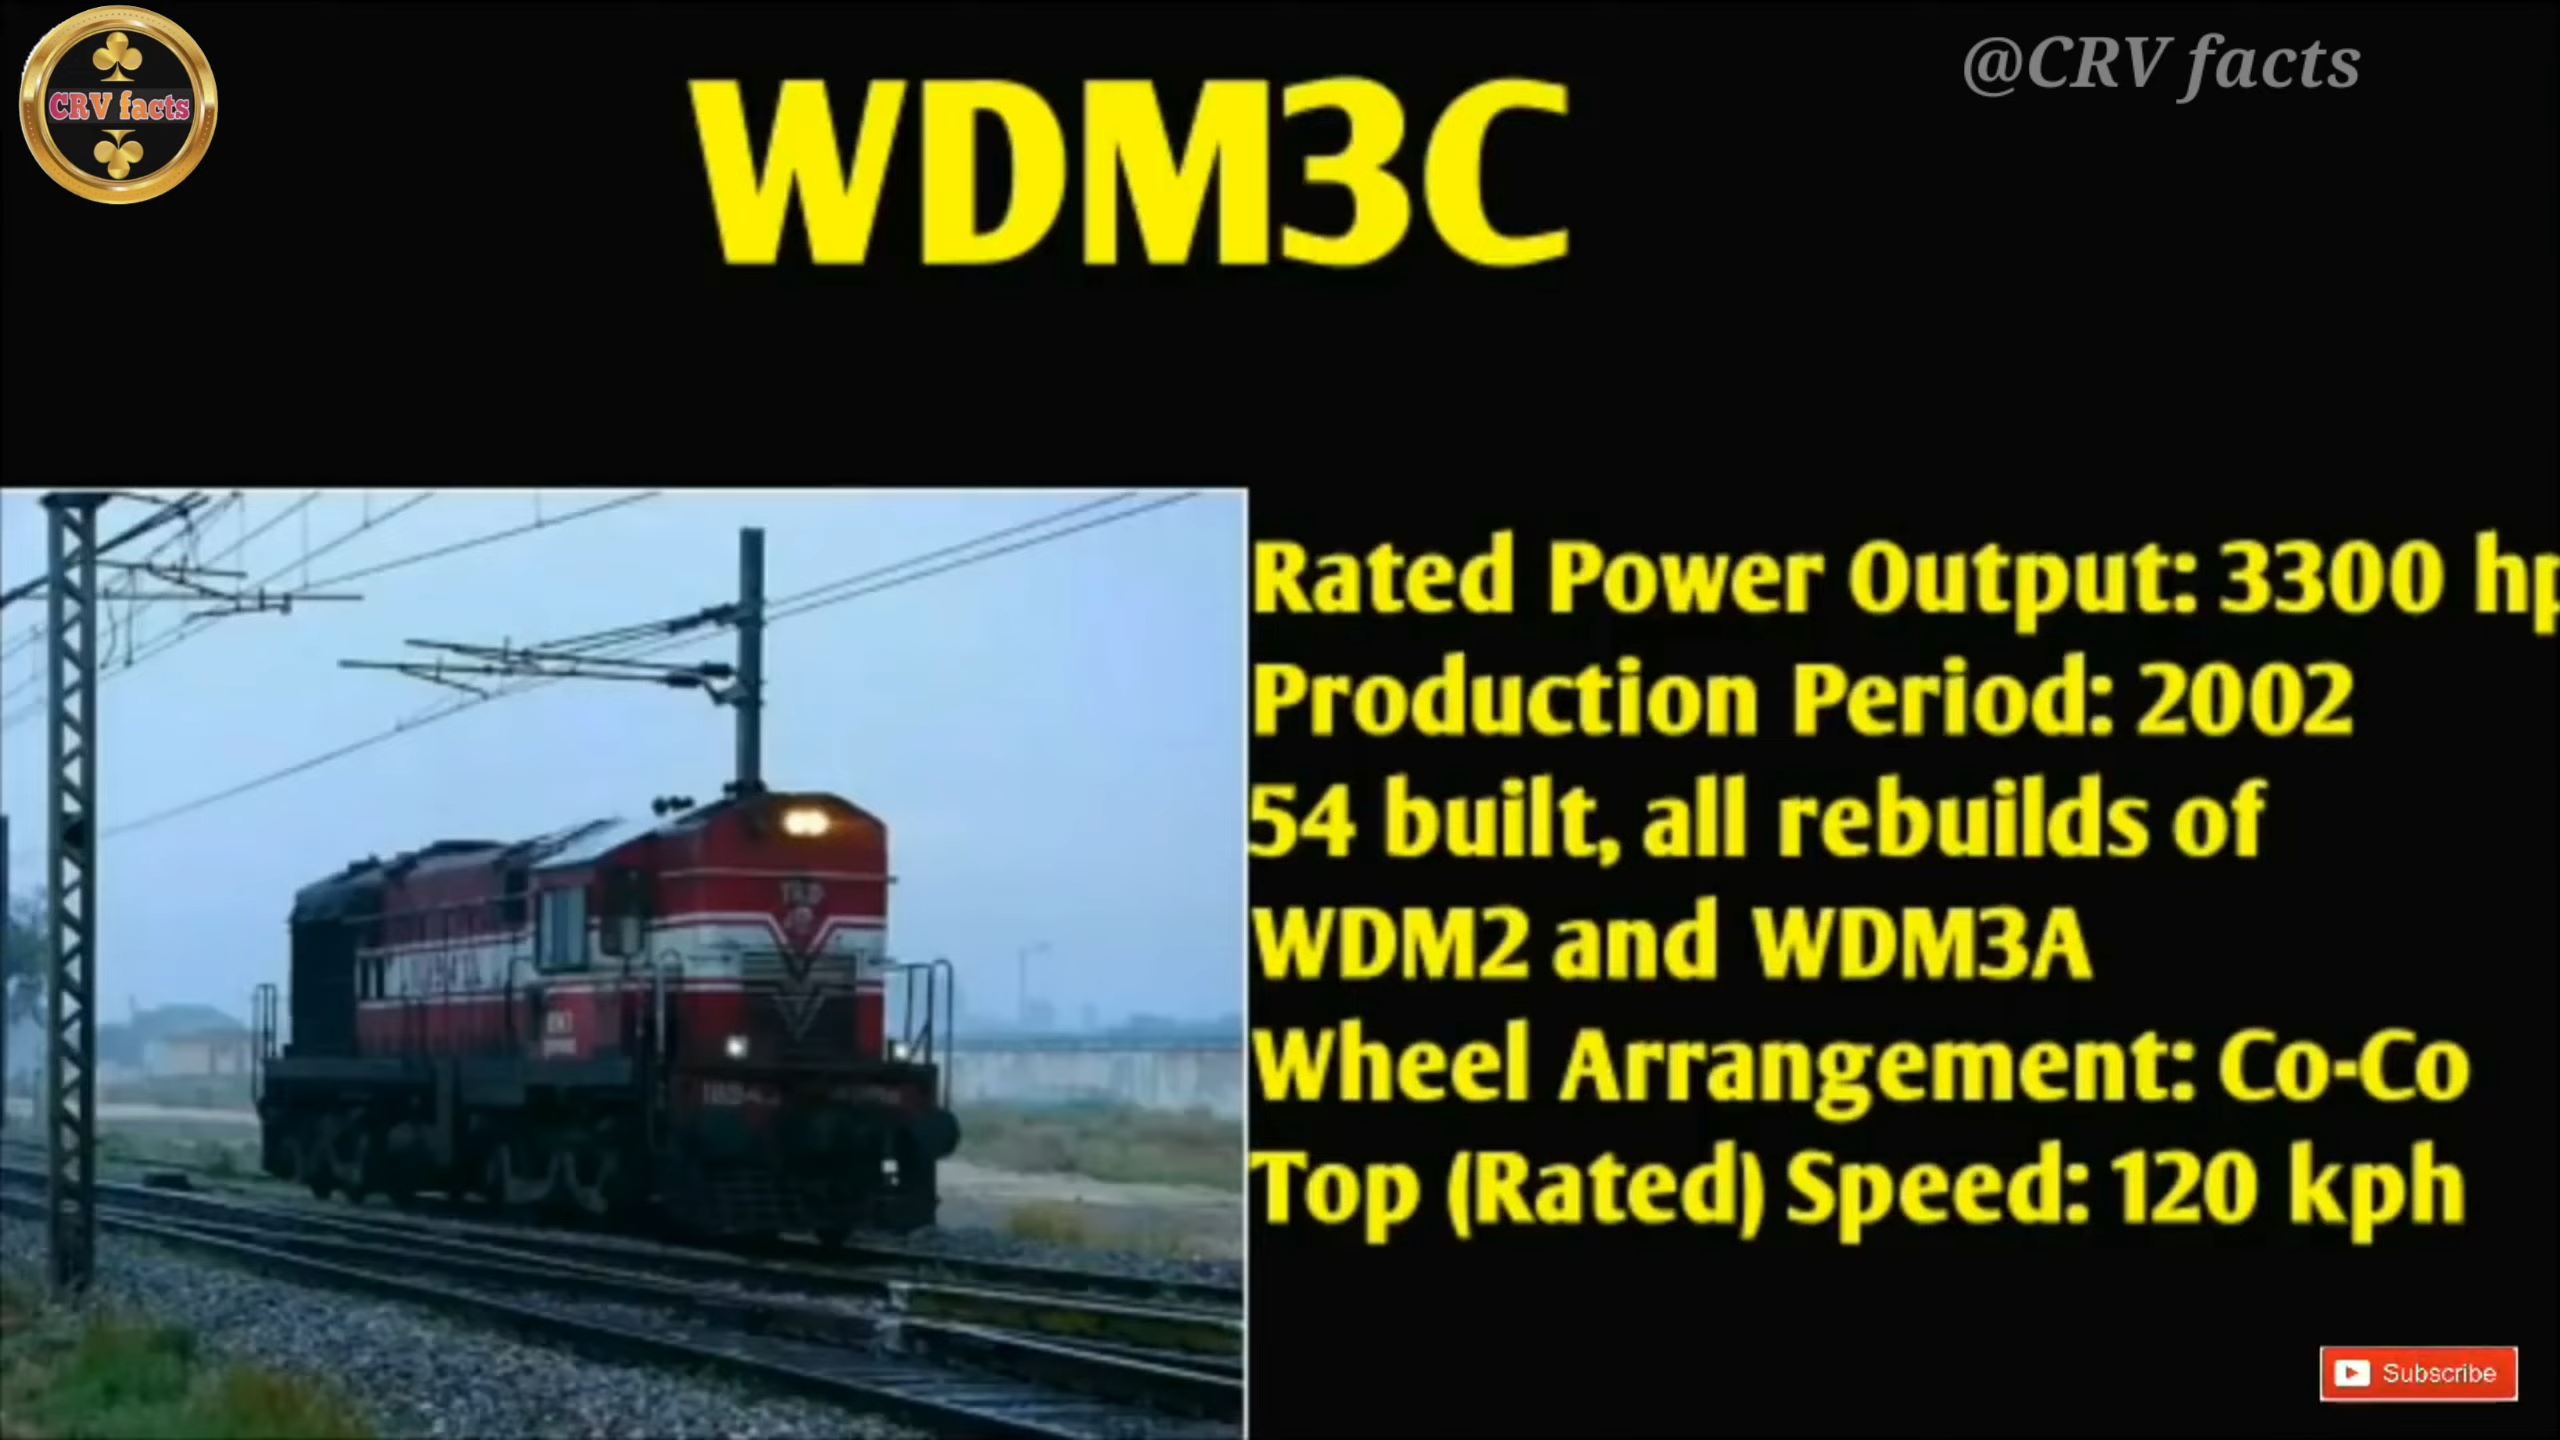 CRV facts
@CRV facts
WDM3C
Rated Power Output: 3300 hp
Production Period: 2002
54 built, all rebuilds of
WDM2 and WDM3A
Wheel Arrangement: Co-Co
Top (Rated) Speed: 120 kph
Subscribe